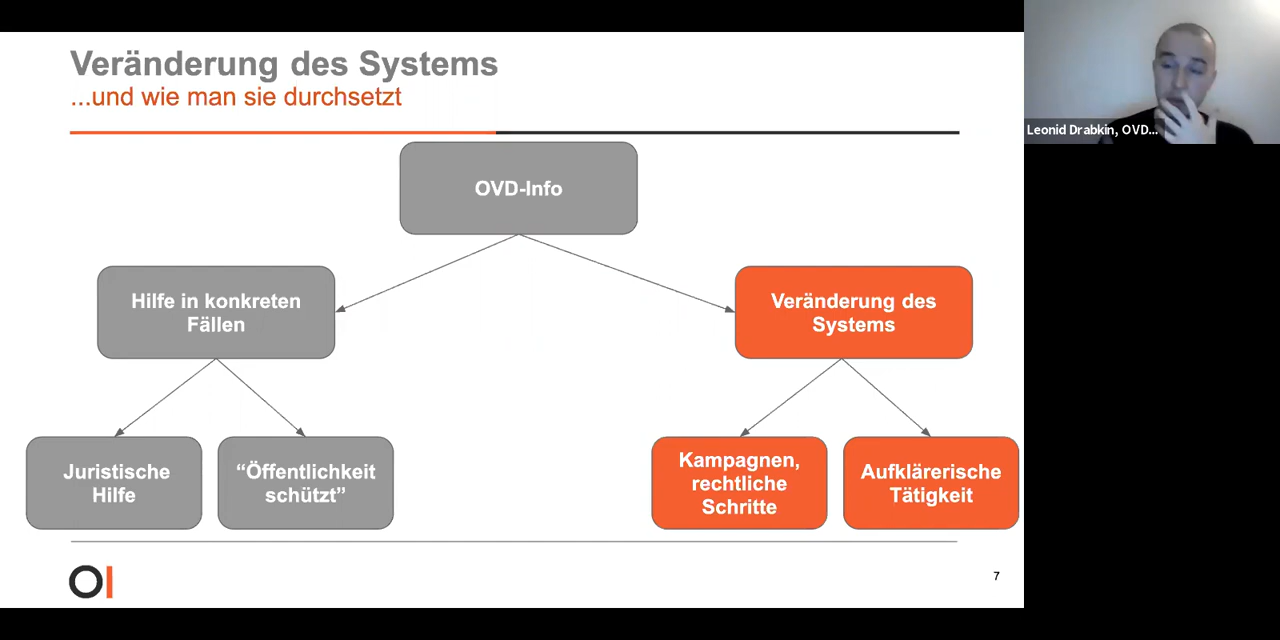 Veränderung des Systems
...und wie man sie durchsetzt
Leonid Drabkin, OVD...
OVD-Info
Hilfe in konkreten
Fällen
Veränderung des
Systems
Juristische
Hilfe
“Öffentlichkeit
schützt”
Kampagnen,
rechtliche
Schritte
Aufklärerische
Tätigkeit
OI
7